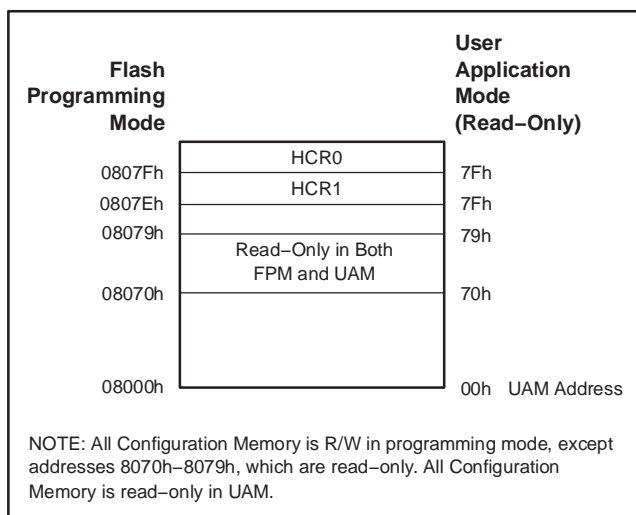 Flash
Programming
Mode
User
Application
Mode
(Read−Only)
HCR0
0807Fh
7Fh
HCR1
0807Eh
7Fh
08079h
79h
Read−Only in Both
FPM and UAM
08070h
70h
08000h
00h UAM Address
NOTE: All Configuration Memory is R/W in programming mode, except
addresses 8070h−8079h, which are read−only. All Configuration
Memory is read−only in UAM.